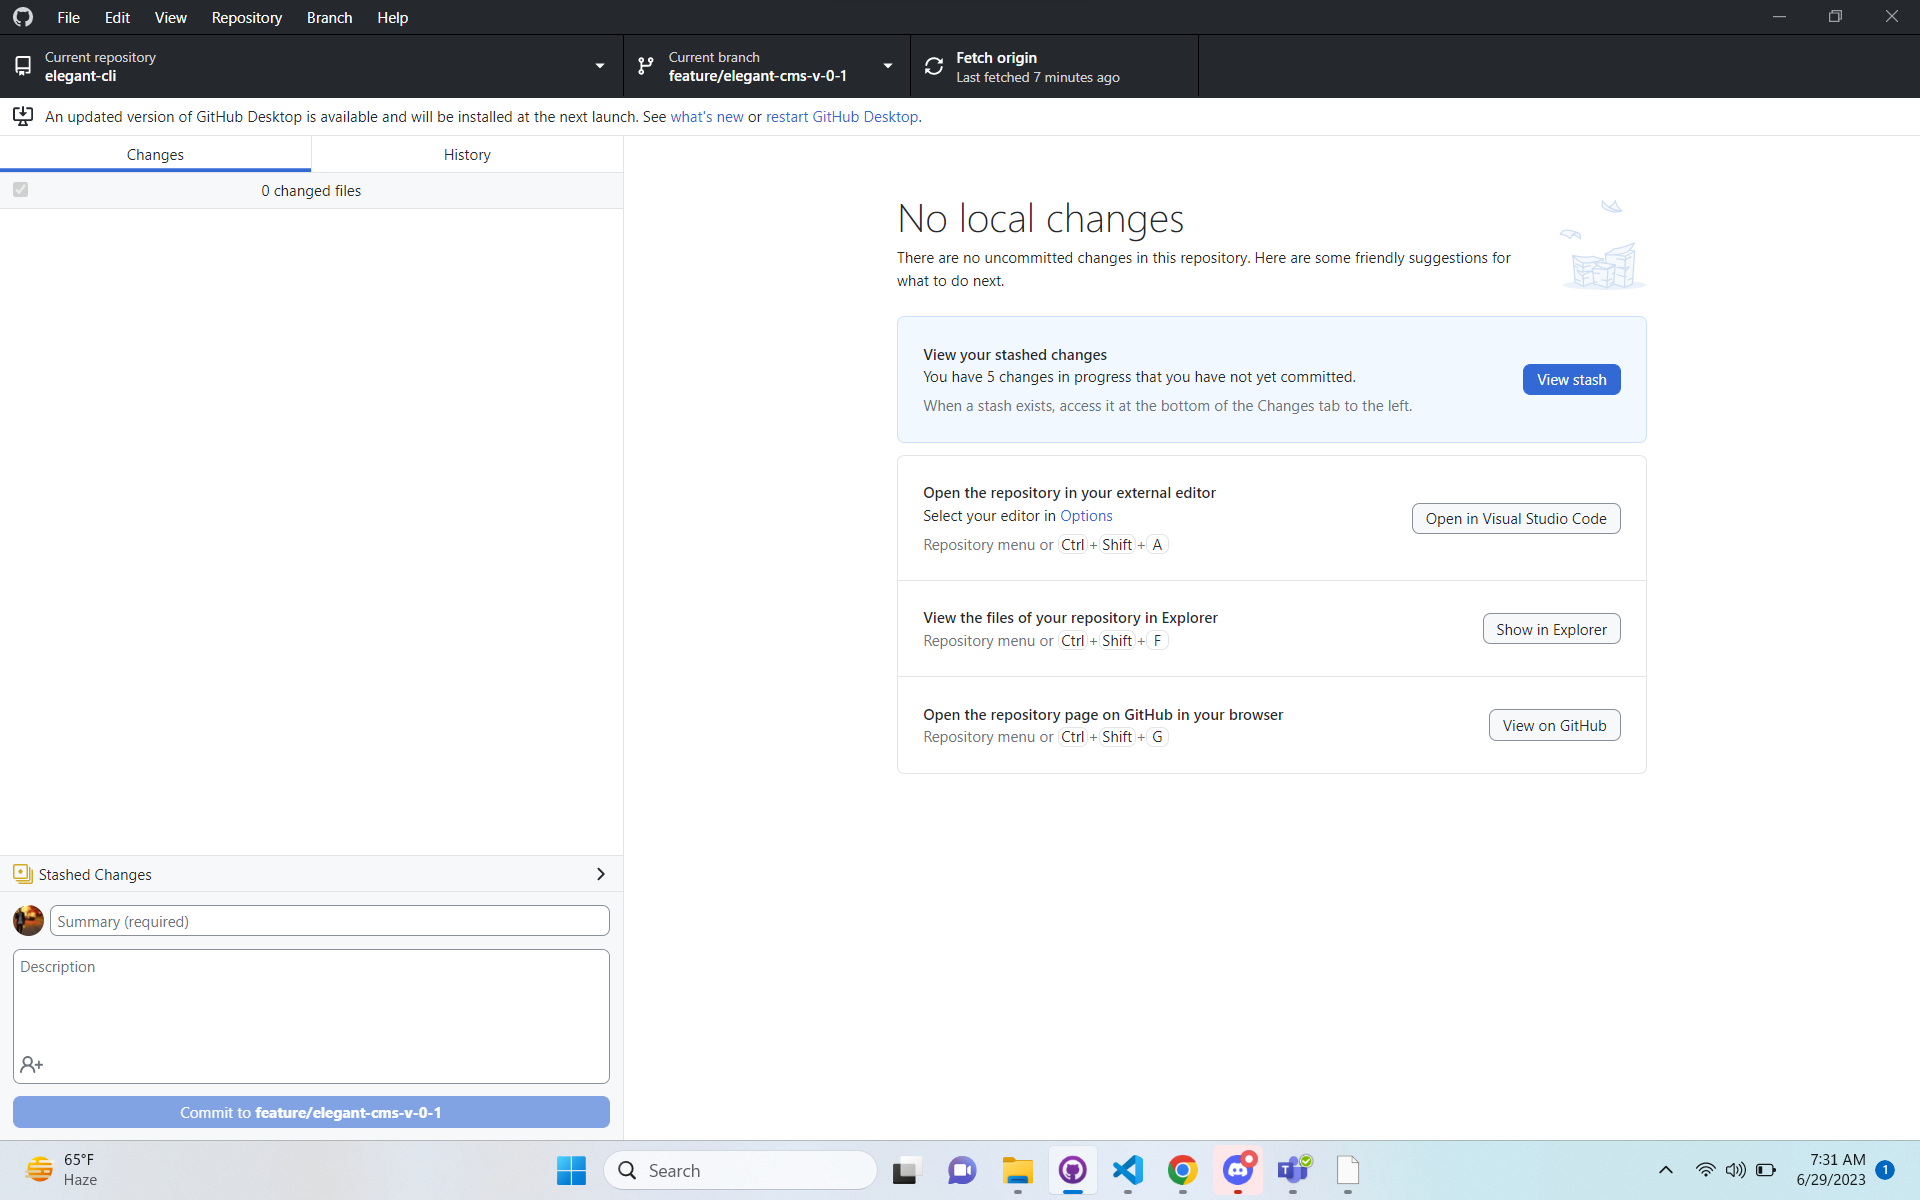 File Edit View Repository Branch Help
Current repository
elegant-cli
Current branch
feature/elegant-cms-v-0-1
Fetch origin
Last fetched 7 minutes ago
An updated version of GitHub Desktop is available and will be installed at the next launch. See what's new or restart GitHub Desktop.
Changes
History
0 changed files
No local changes
There are no uncommitted changes in this repository. Here are some friendly suggestions for
what to do next.
View your stashed changes
You have 5 changes in progress that you have not yet committed.
When a stash exists, access it at the bottom of the Changes tab to the left.
View stash
Open the repository in your external editor
Select your editor in Options
Repository menu or Ctrl + Shift + A
Open in Visual Studio Code
View the files of your repository in Explorer
Repository menu or Ctrl + Shift + F
Show in Explorer
Open the repository page on GitHub in your browser
Repository menu or Ctrl + Shift + G
View on GitHub
Stashed Changes
Summary (required)
Description
Commit to feature/elegant-cms-v-0-1
65°F
Haze
Search
7:31 AM
6/29/2023
1